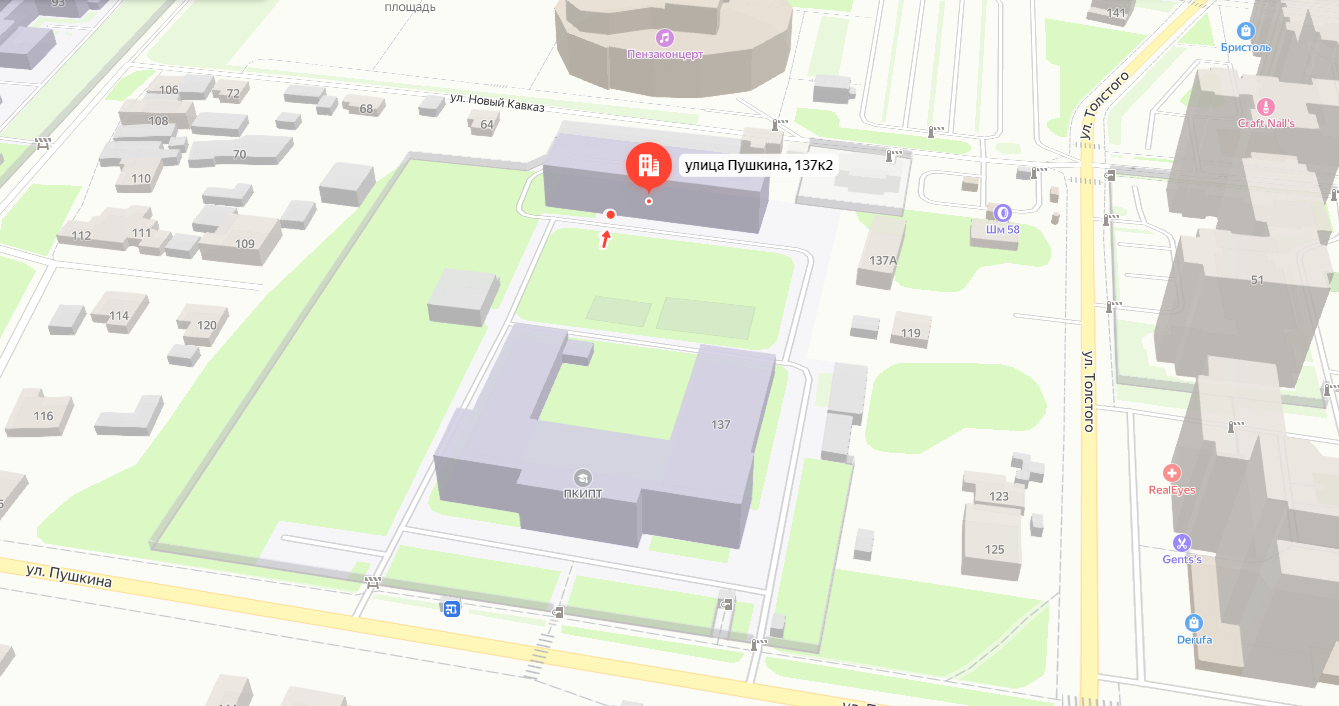 93
площадь
141
Бристоль
Пензаконцерт
106
72
68
ул. Новый Кавказ
ул. Толстого
Craft Nail's
108
64
70
110
улица Пушкина, 137к2
112
111
109
Шм 58
137А
51
114
120
119
ул. Толстого
116
137
ПКИПТ
RealEyes
123
125
Gents's
ул. Пушкина
Derufa